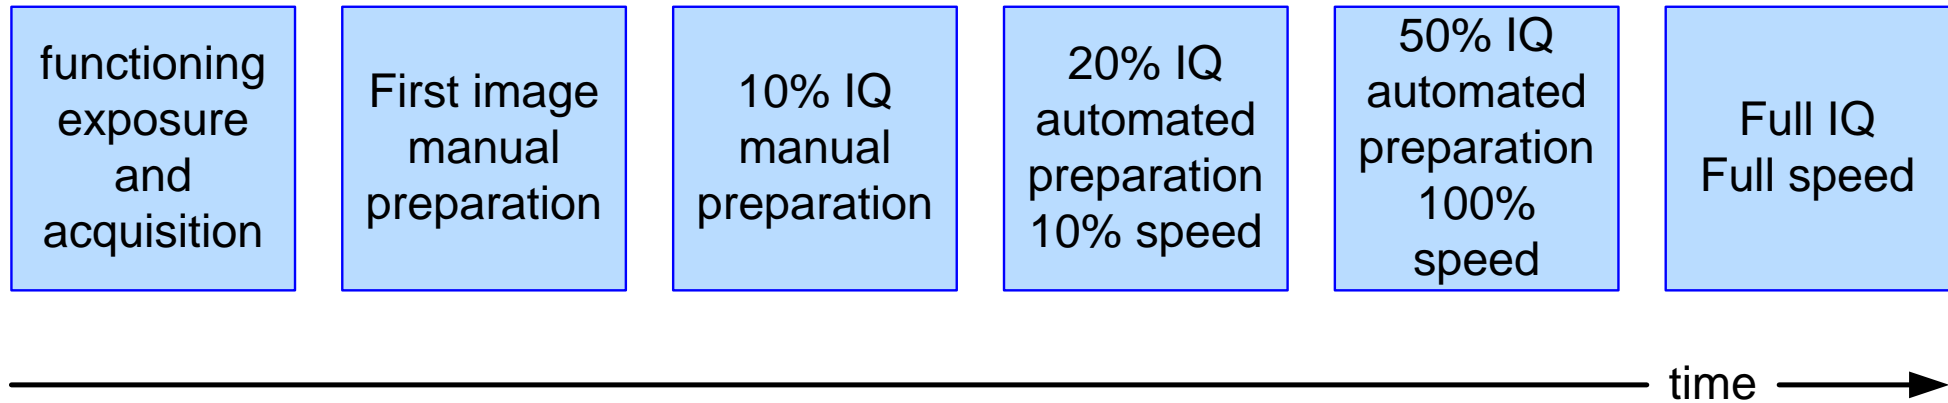 functioning
exposure
and
acquisition
First image
manual
preparation
10% IQ
manual
preparation
20% IQ
automated
preparation
10% speed
50% IQ
automated
preparation
100%
speed
Full IQ
Full speed
time